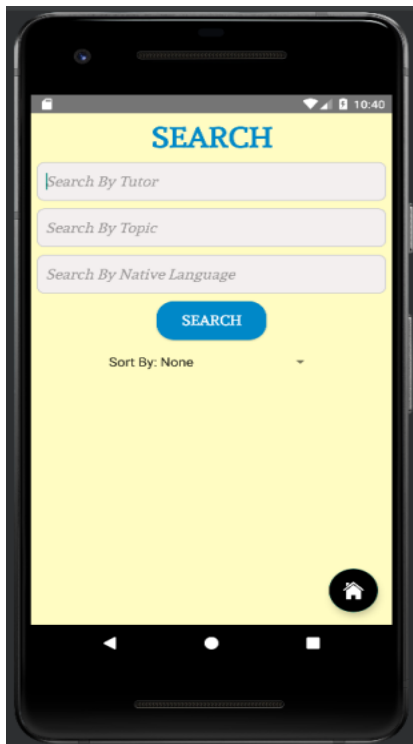 10:40
SEARCH
Search By Tutor
Search By Topic
Search By Native Language
SEARCH
Sort By: None